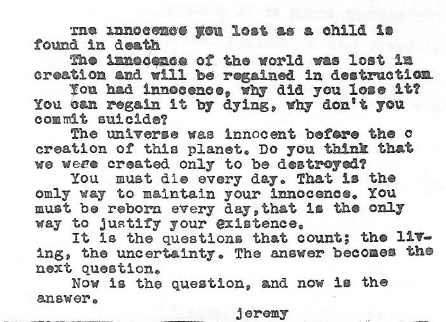 The innocence you lost as a child is
found in death
The innocence of the world was lost in
creation and will be regained in destruction
You had innocence, why did you lose it?
You can regain it by dying, why don't you
commit suicide?
The universe was innocent before the c
creation of this planet. Do you think that
we were created only to be destroyed?
You must die every day. That is the
omly way to maintain your innocence. You
must be reborn every day,that is the only
way to justify your existence.
It is the questions that count; the liv-
ing, the uncertainty. The answer becomes the
next question.
Now is the question, and now is the
answer.
jeremy